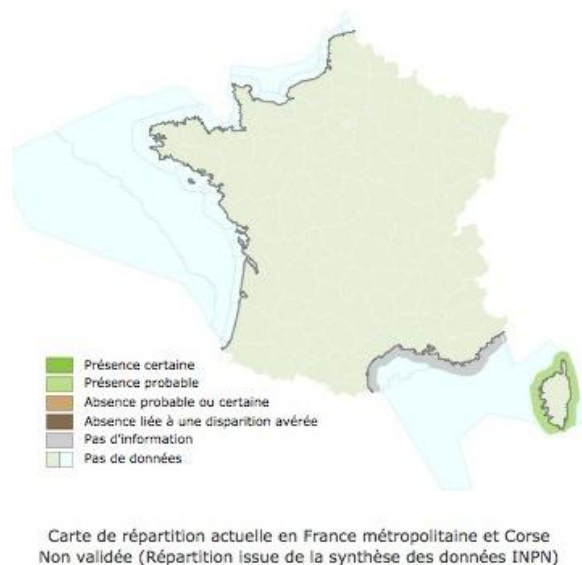 Présence certaine
Présence probable
Absence probable ou certaine
Absence liée à une disparition avérée
Pas d'information
Pas de données
Carte de répartition actuelle en France métropolitaine et Corse
Non validée (Répartition issue de la synthèse des données INPN)